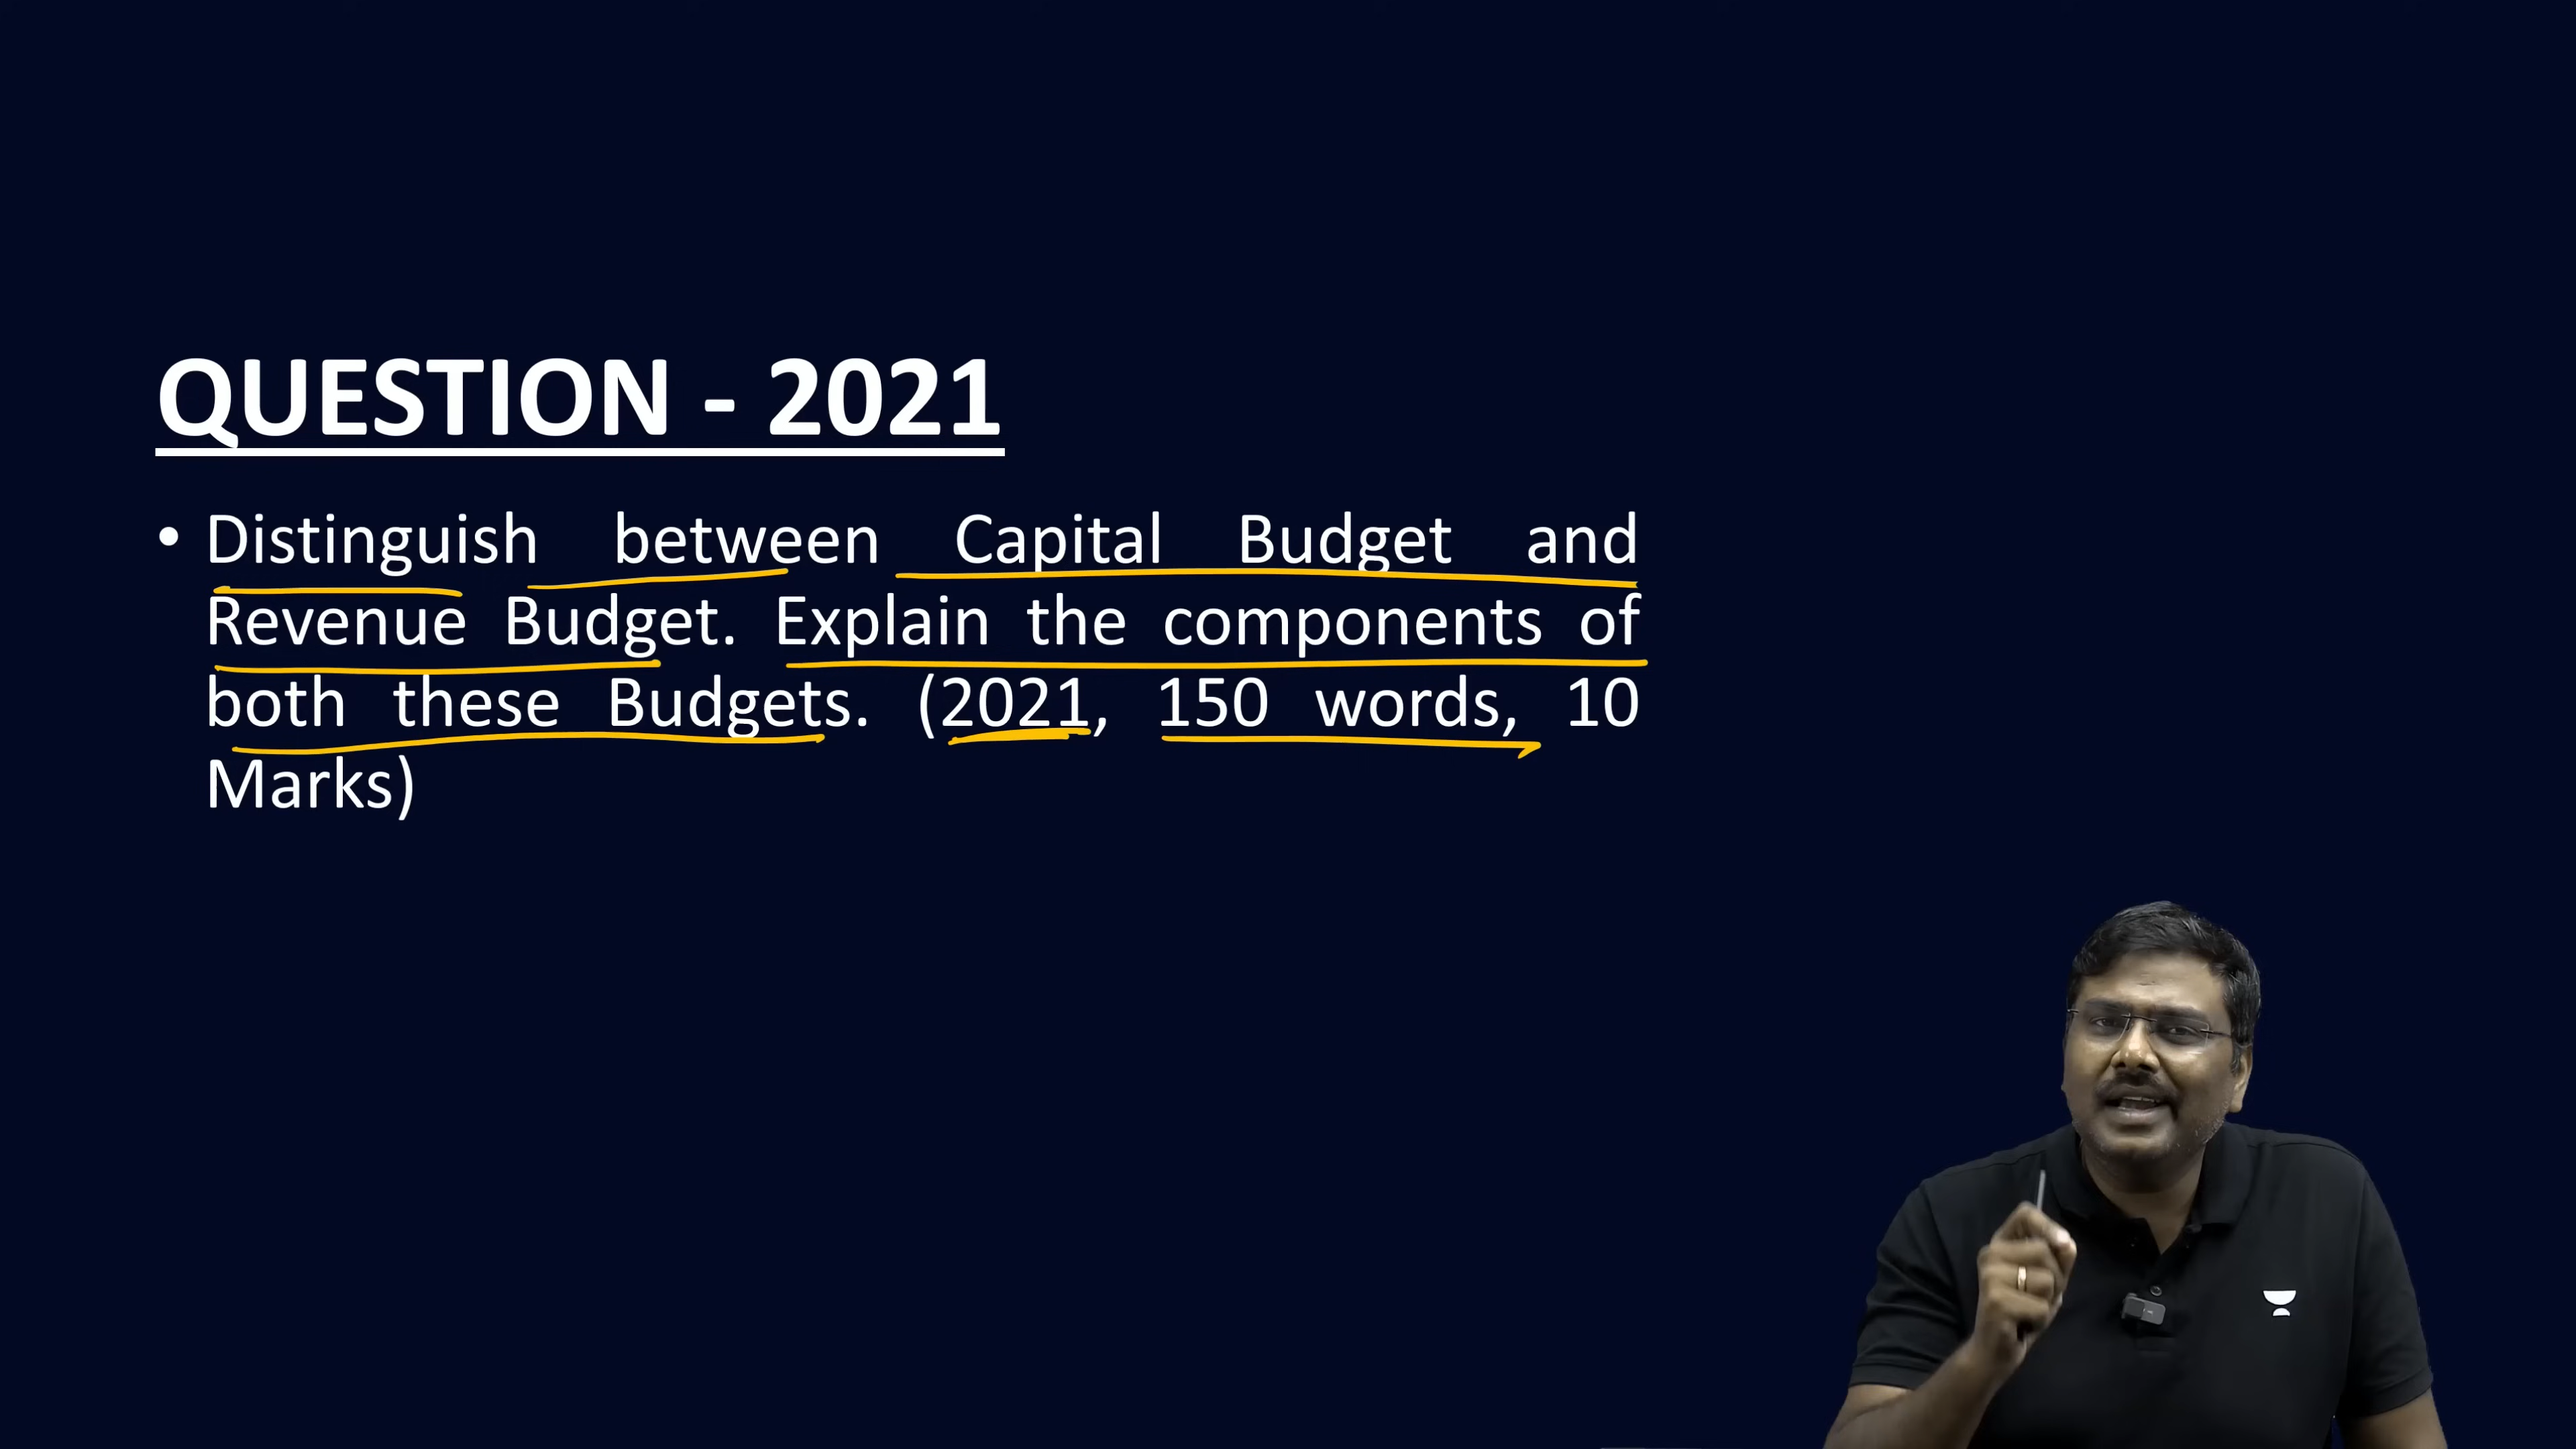 QUESTION - 2021
• Distinguish between Capital Budget and
Revenue Budget. Explain the components of
both these Budgets. (2021, 150 words, 10
Marks)